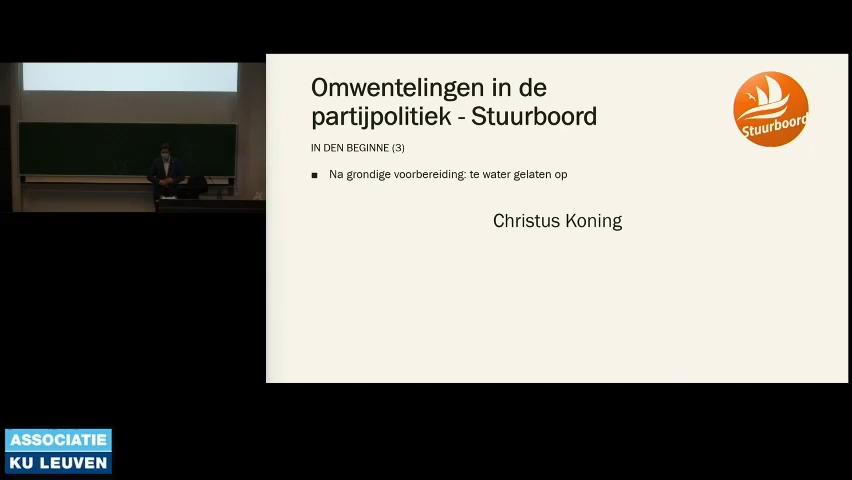 Omwentelingen in de
partijpolitiek - Stuurboord
Stuurboord
IN DEN BEGINNE (3)
■ Na grondige voorbereiding: te water gelaten op
Christus Koning
ASSOCIATIE
KU LEUVEN